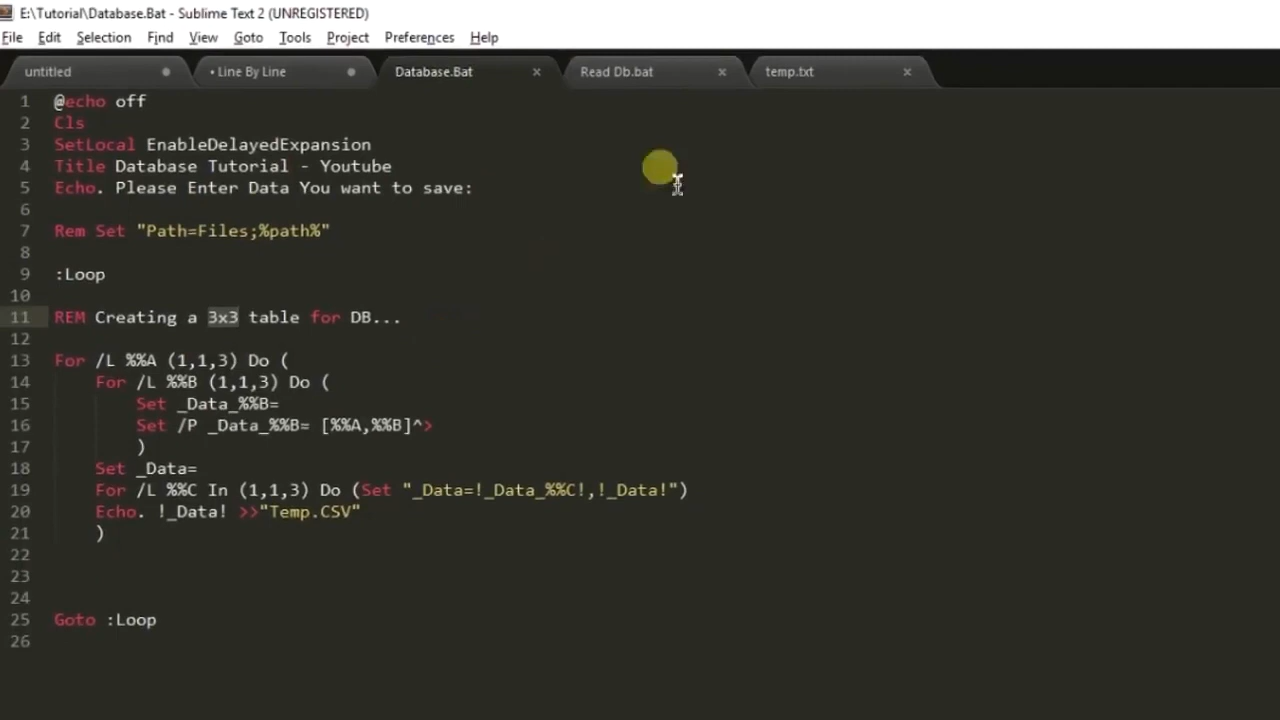 E:\Tutorial\Database.Bat - Sublime Text 2 (UNREGISTERED)
File Edit Selection Find View Goto Tools Project Preferences Help
untitled • Line By Line Database.Bat × Read Db.bat × temp.txt ×
1 @echo off
2 Cls
3 SetLocal EnableDelayedExpansion
4 Title Database Tutorial - Youtube
5 Echo. Please Enter Data You want to save:
6
7 Rem Set "Path=Files;%path%"
8
9 :Loop
10
11 REM Creating a 3x3 table for DB...
12
13 For /L %%A (1,1,3) Do (
14 For /L %%B (1,1,3) Do (
15 Set _Data_%%B=
16 Set /P _Data_%%B= [%%A,%%B]^>
17 )
18 Set _Data=
19 For /L %%C In (1,1,3) Do (Set "_Data=!_Data_%%C!,!_Data!")
20 Echo. !_Data! >>"Temp.CSV"
21 )
22
23
24
25 Goto :Loop
26